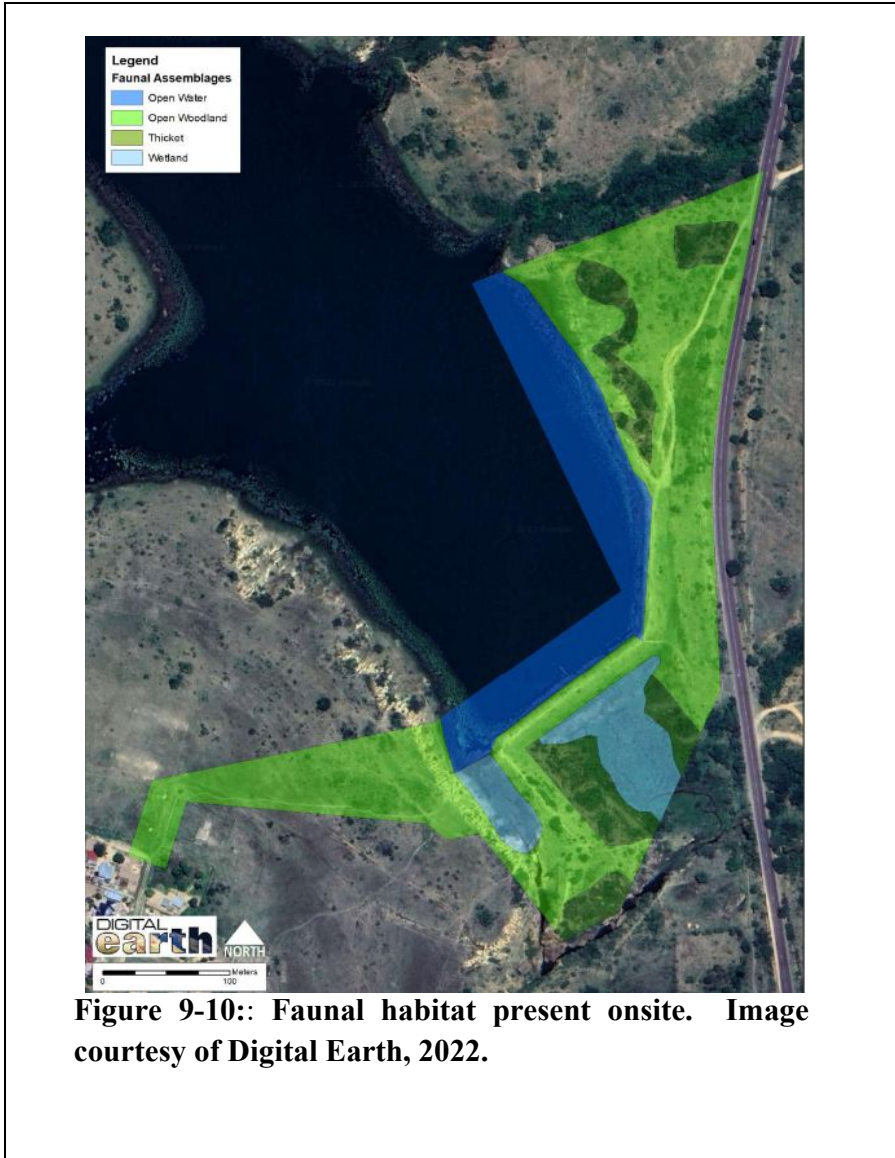 Legend
Faunal Assemblages
Open Water
Open Woodland
Thicket
Wetland
DIGITAL
earth
NORTH
Meters
0 100
Figure 9-10:: Faunal habitat present onsite. Image
courtesy of Digital Earth, 2022.